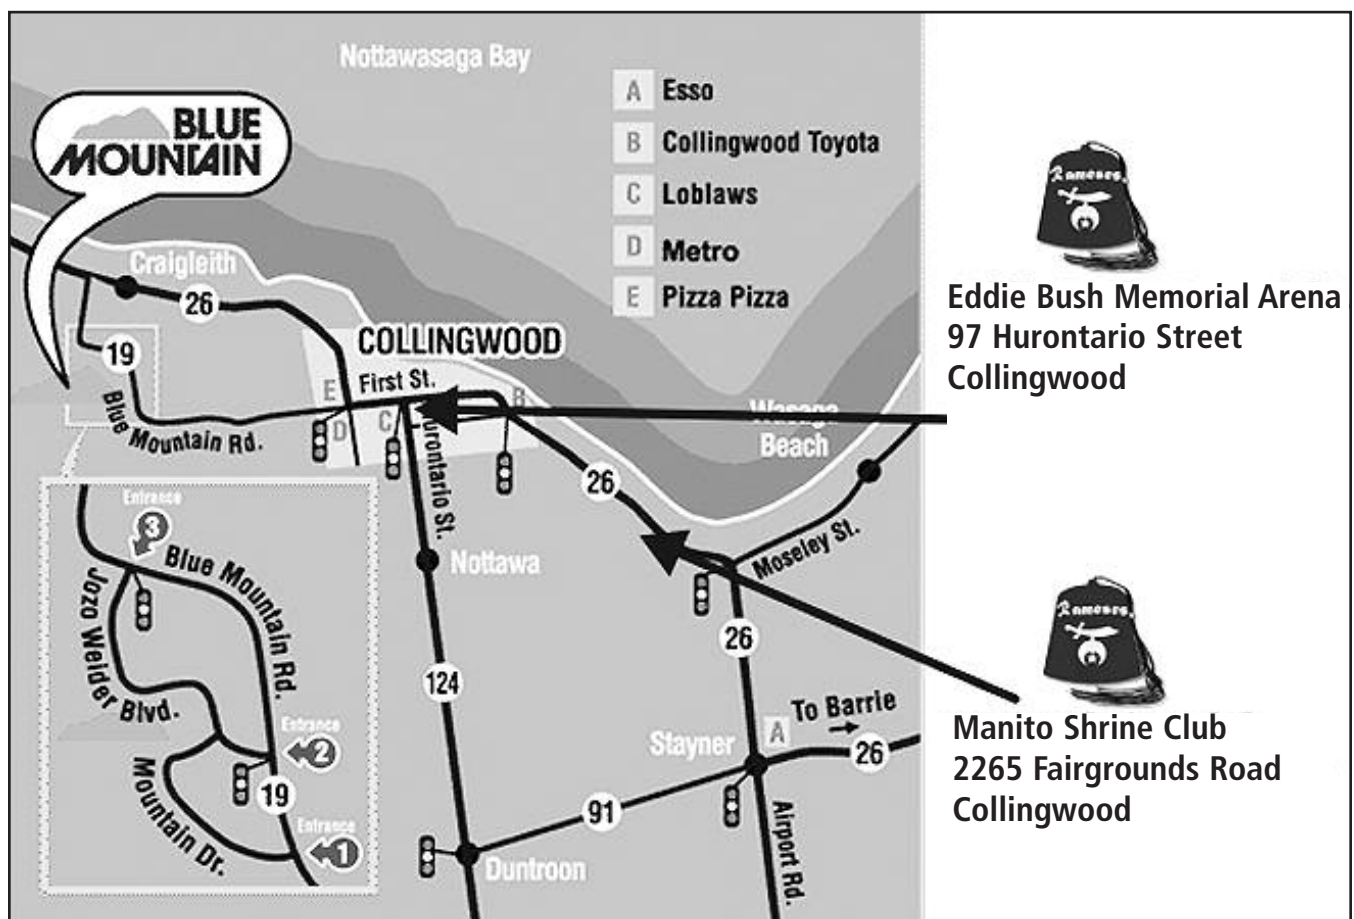 Nottawasaga Bay
A Esso
B Collingwood Toyota
C Loblaws
D Metro
E Pizza Pizza
BLUE
MOUNTAIN
Craigleith
26
19
COLLINGWOOD
First St.
E
D
C
B
Blue Mountain Rd.
Hurontario St.
Wasaga
Beach
26
Moseley St.
Nottawa
124
26
To Barrie
A
Stayner
26
91
Duntroon
Airport Rd.
Entrance
3
Blue Mountain Rd.
Jozo Weider Blvd.
Entrance
2
19
Mountain Dr.
Entrance
1
Rameses
Eddie Bush Memorial Arena
97 Hurontario Street
Collingwood
Rameses
Manito Shrine Club
2265 Fairgrounds Road
Collingwood